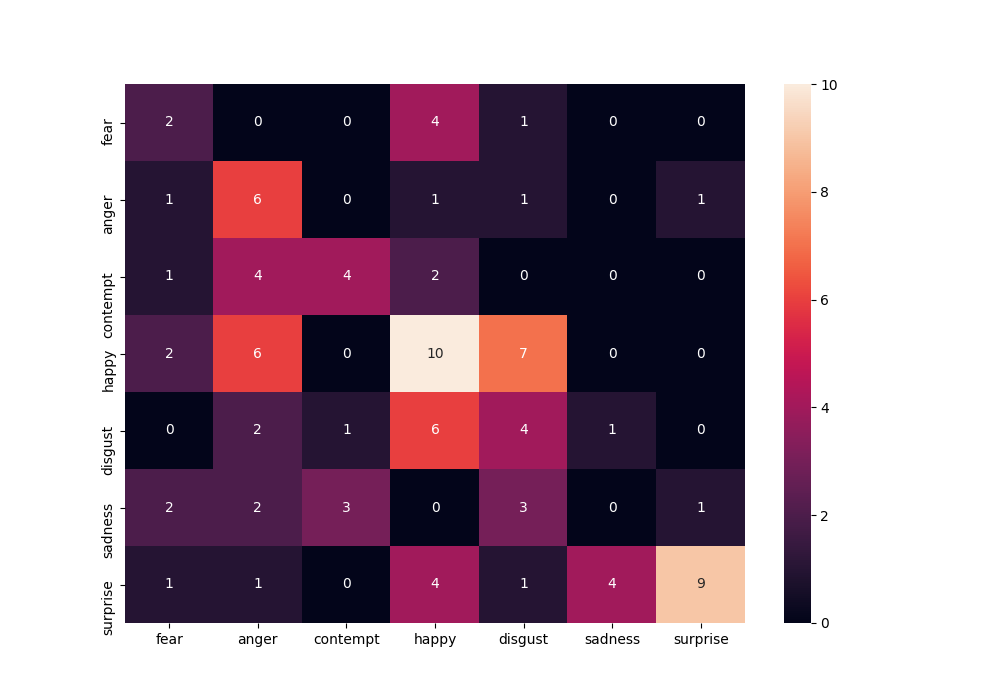 fear 2 0 0 4 1 0 0
anger 1 6 0 1 1 0 1
contempt 1 4 4 2 0 0 0
happy 2 6 0 10 7 0 0
disgust 0 2 1 6 4 1 0
sadness 2 2 3 0 3 0 1
surprise 1 1 0 4 1 4 9
fear anger contempt happy disgust sadness surprise
10
8
6
4
2
0